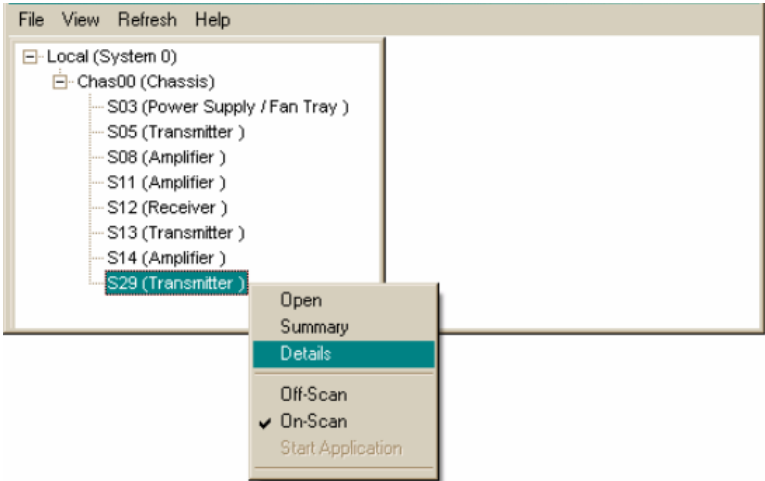 File View Refresh Help
Local (System 0)
Chas00 (Chassis)
S03 (Power Supply / Fan Tray )
S05 (Transmitter )
S08 (Amplifier )
S11 (Amplifier )
S12 (Receiver )
S13 (Transmitter )
S14 (Amplifier )
S29 (Transmitter )
Open
Summary
Details
Off-Scan
On-Scan
Start Application